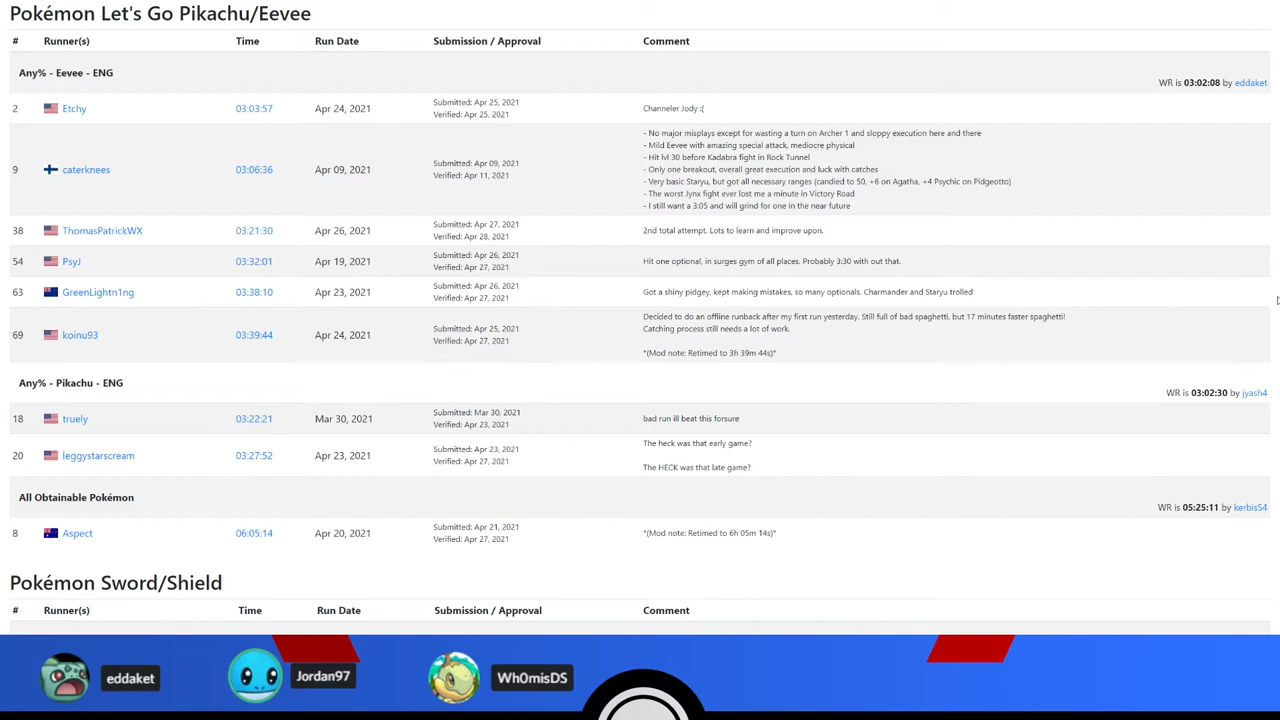 Pokémon Let's Go Pikachu/Eevee
# Runner(s) Time Run Date Submission / Approval Comment
Any% - Eevee - ENG
WR is 03:02:08 by eddaket
2 Etchy 03:03:57 Apr 24, 2021 Submitted: Apr 25, 2021 Channeler Jody :(
Verified: Apr 25, 2021
- No major misplays except for wasting a turn on Archer 1 and sloppy execution here and there
- Mild Eevee with amazing special attack, mediocre physical
- Hit lvl 30 before Kadabra fight in Rock Tunnel
9 caterknees 03:06:36 Apr 09, 2021 Submitted: Apr 09, 2021 - Only one breakout, overall great execution and luck with catches
Verified: Apr 11, 2021
- Very basic Staryu, but got all necessary ranges (candied to 50, +6 on Agatha, +4 Psychic on Pidgeotto)
- The worst Jynx fight ever lost me a minute in Victory Road
- I still want a 3:05 and will grind for one in the near future
38 ThomasPatrickWX 03:21:30 Apr 26, 2021 Submitted: Apr 27, 2021 2nd total attempt. Lots to learn and improve upon.
Verified: Apr 28, 2021
54 PsyJ 03:32:01 Apr 19, 2021 Submitted: Apr 26, 2021 Hit one optional, in surges gym of all places. Probably 3:30 with out that.
Verified: Apr 27, 2021
63 GreenLightn1ng 03:38:10 Apr 23, 2021 Submitted: Apr 26, 2021 Got a shiny pidgey, kept making mistakes, so many optionals. Charmander and Staryu trolled
Verified: Apr 27, 2021
Decided to do an offline runback after my first run yesterday. Still full of bad spaghetti, but 17 minutes faster spaghetti!
Catching process still needs a lot of work.
69 koinu93 03:39:44 Apr 24, 2021 Submitted: Apr 25, 2021
Verified: Apr 27, 2021
*(Mod note: Retimed to 3h 39m 44s)*
Any% - Pikachu - ENG
WR is 03:02:30 by jyash4
18 truely 03:22:21 Mar 30, 2021 Submitted: Mar 30, 2021 bad run ill beat this forsure
Verified: Apr 23, 2021
The heck was that early game?
20 leggystarscream 03:27:52 Apr 23, 2021 Submitted: Apr 23, 2021
Verified: Apr 27, 2021
The HECK was that late game?
All Obtainable Pokémon
WR is 05:25:11 by kerbis54
8 Aspect 06:05:14 Apr 20, 2021 Submitted: Apr 21, 2021 *(Mod note: Retimed to 6h 05m 14s)*
Verified: Apr 27, 2021
Pokémon Sword/Shield
# Runner(s) Time Run Date Submission / Approval Comment
eddaket Jordan97 Wh0misDS